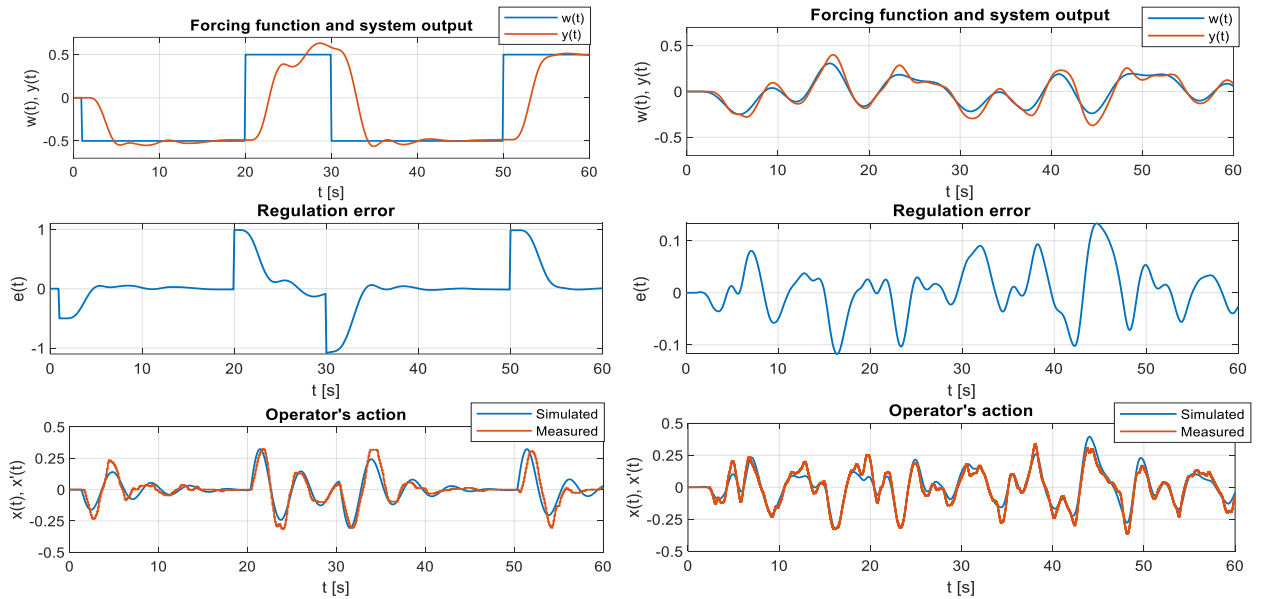 Forcing function and system output
w(t)
y(t)
w(t), y(t)
0.5
0
-0.5
0 10 20 30 40 50 60
t [s]
Regulation error
e(t)
1
0
-1
0 10 20 30 40 50 60
t [s]
Operator's action
Simulated
Measured
x(t), x'(t)
0.5
0.25
0
-0.25
-0.5
0 10 20 30 40 50 60
t [s]
Forcing function and system output
w(t)
y(t)
w(t), y(t)
0.5
0
-0.5
0 10 20 30 40 50 60
t [s]
Regulation error
e(t)
0.1
0
-0.1
0 10 20 30 40 50 60
t [s]
Operator's action
Simulated
Measured
x(t), x'(t)
0.5
0.25
0
-0.25
-0.5
0 10 20 30 40 50 60
t [s]